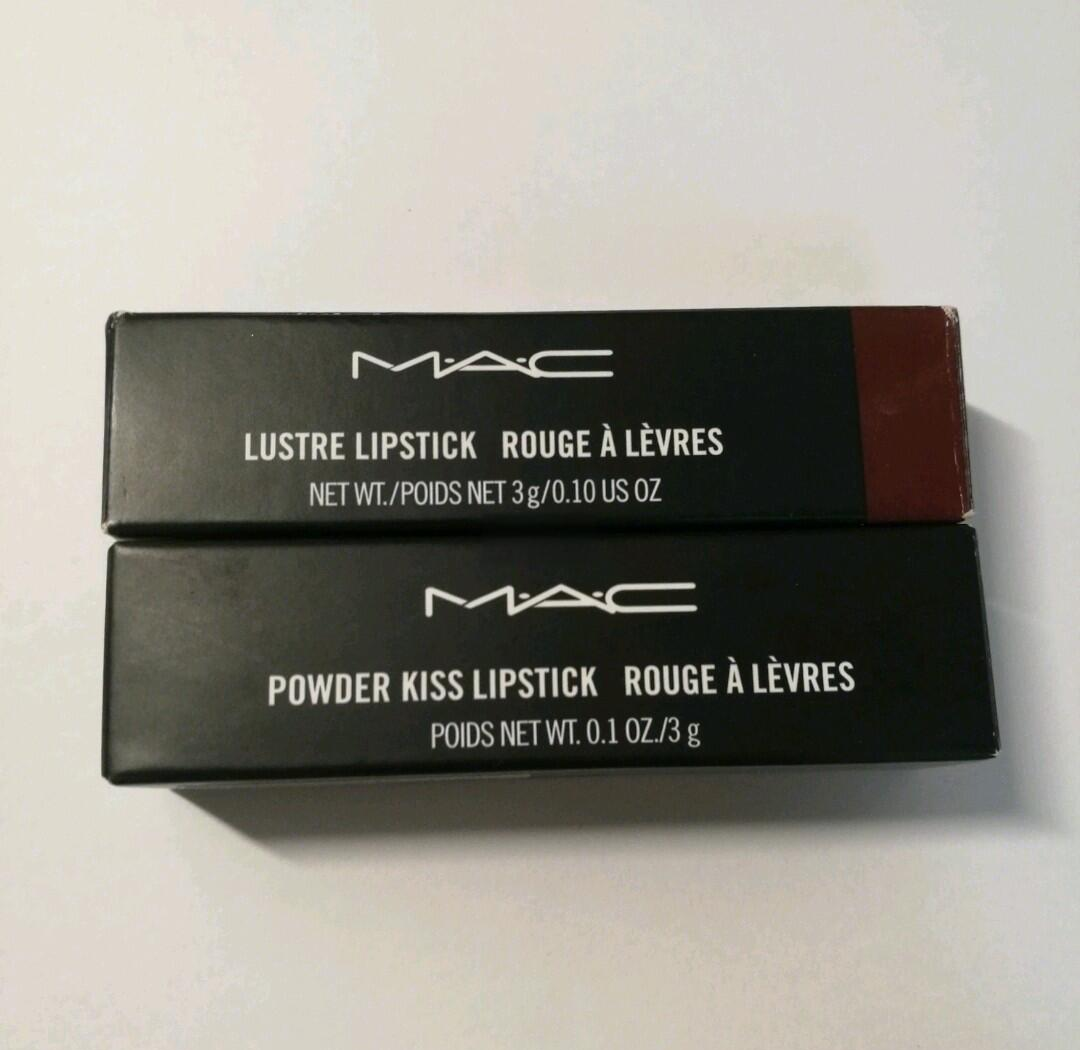 M·A·C
LUSTRE LIPSTICK ROUGE À LÈVRES
NET WT./POIDS NET 3g/0.10 US OZ
M·A·C
POWDER KISS LIPSTICK ROUGE À LÈVRES
POIDS NET WT. 0.1 OZ./3 g